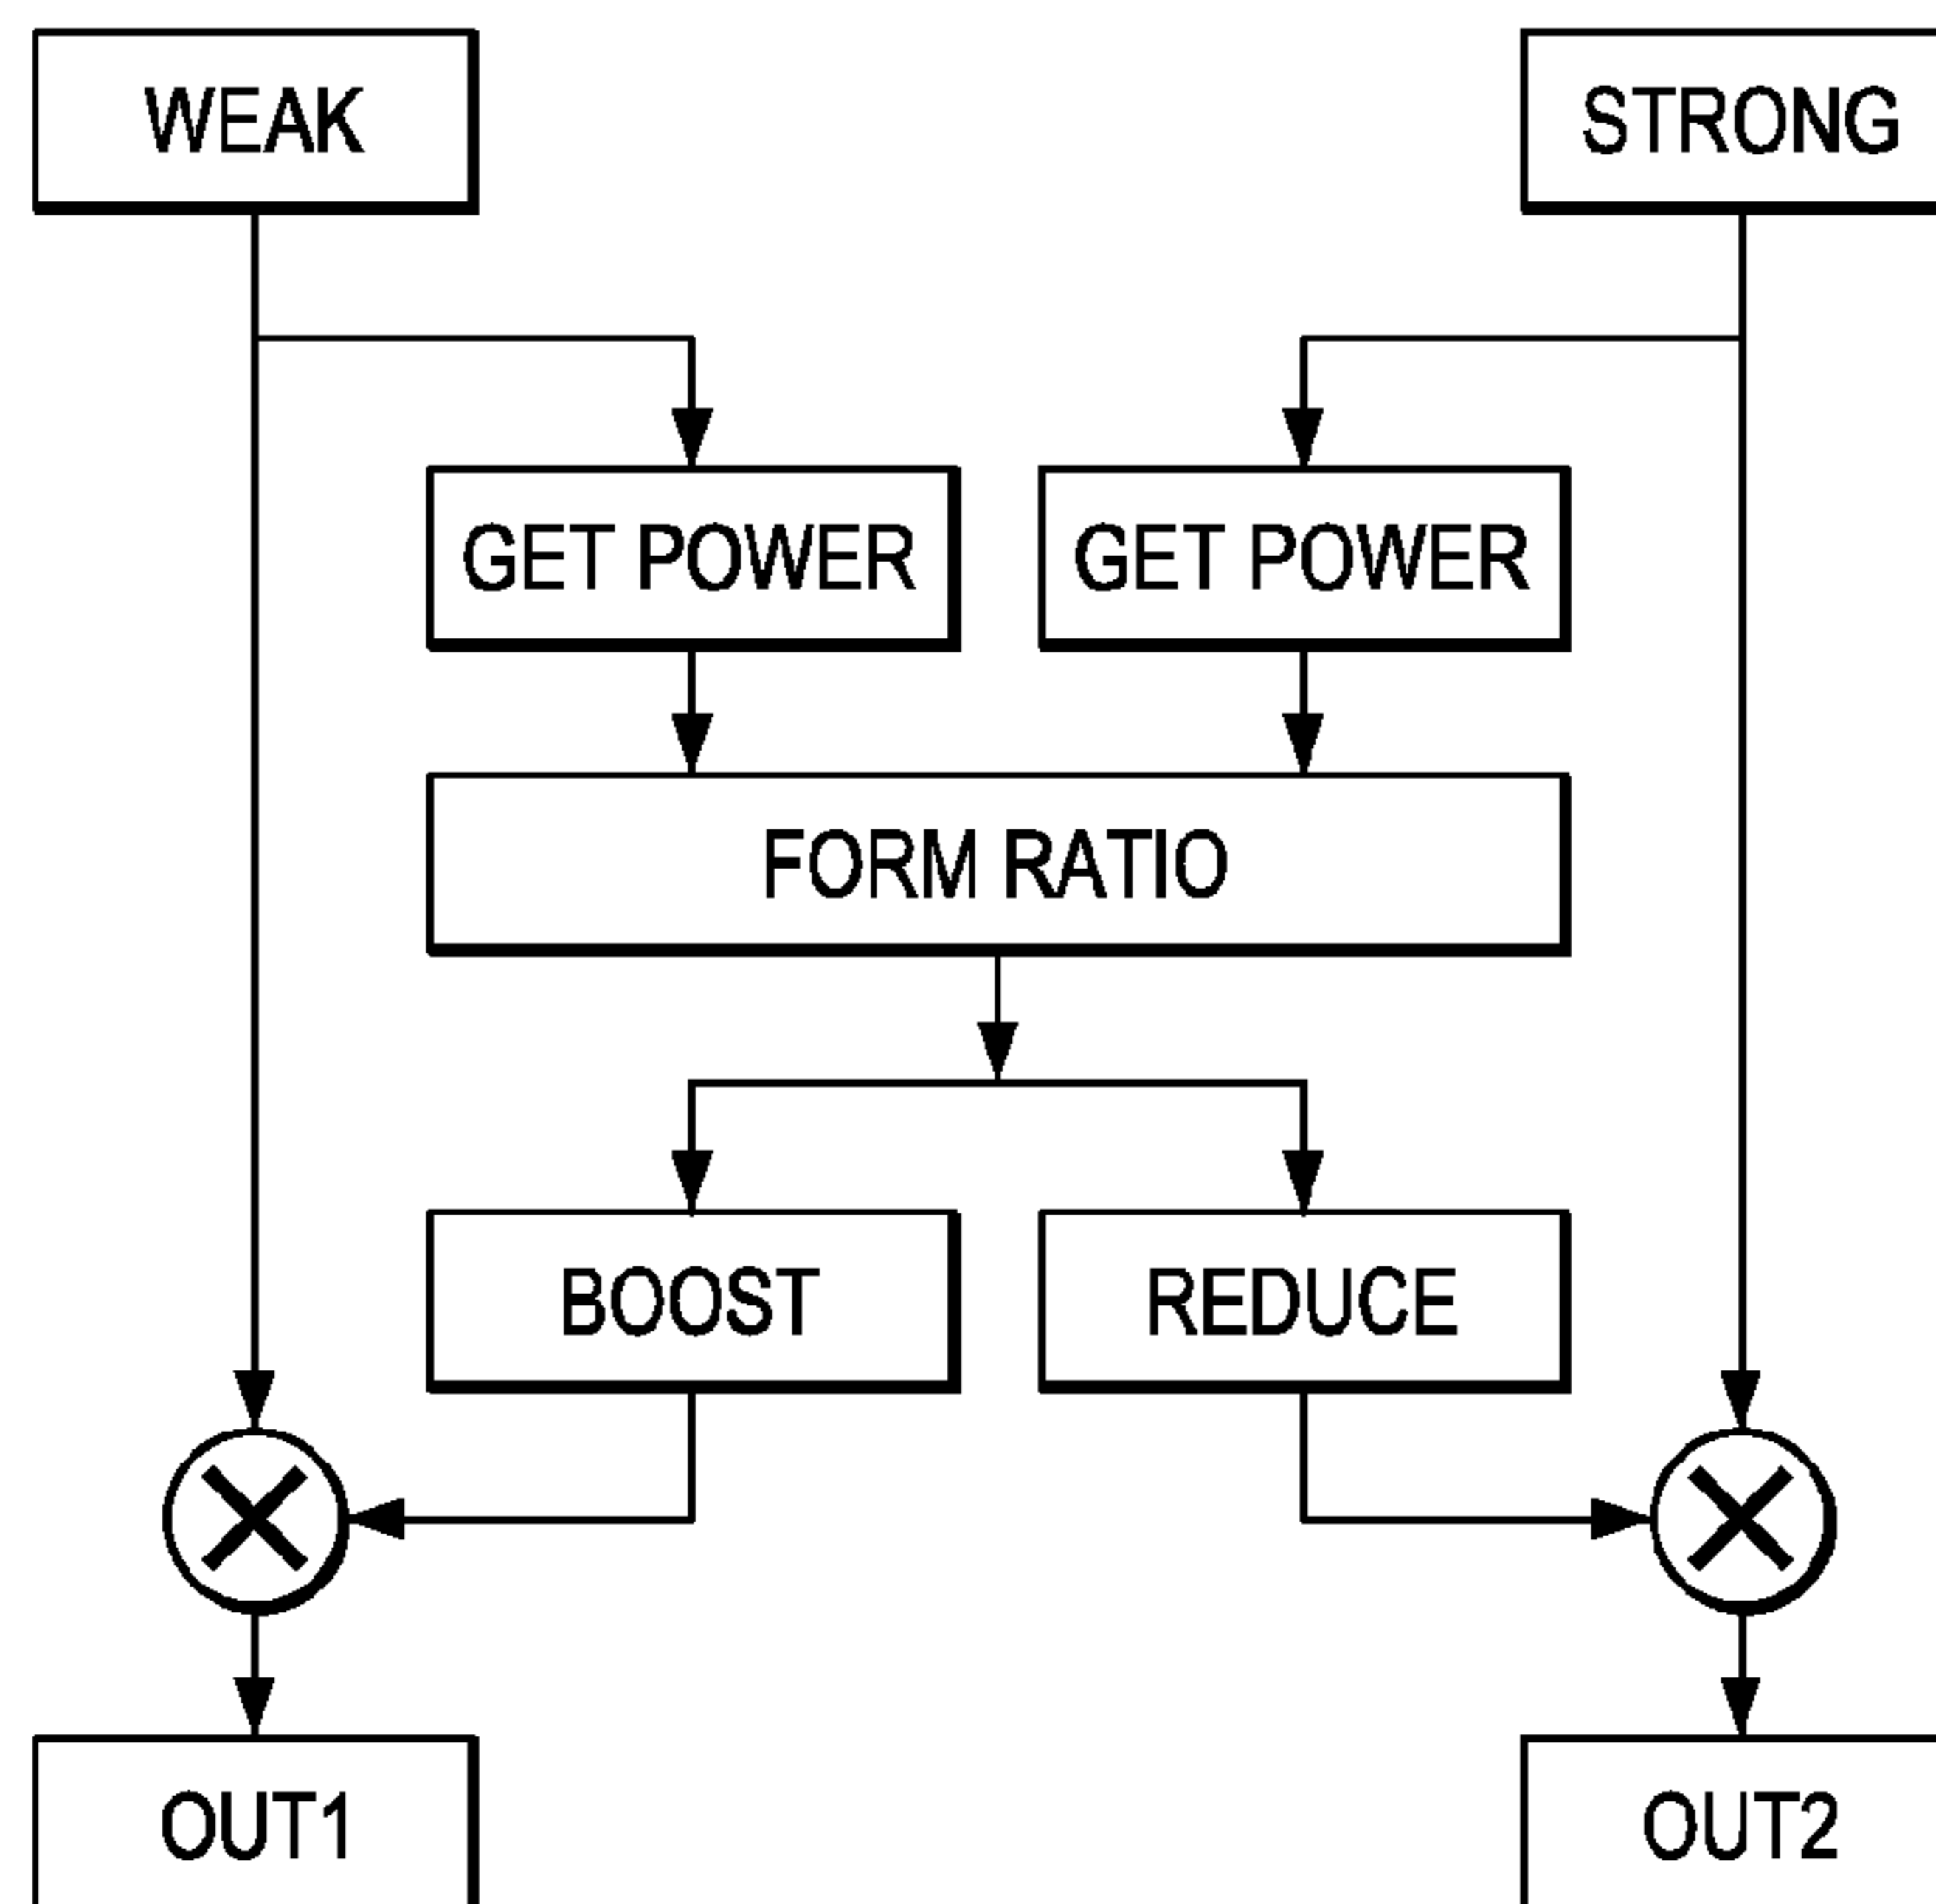 WEAK
STRONG
GET POWER
GET POWER
FORM RATIO
BOOST
REDUCE
OUT1
OUT2